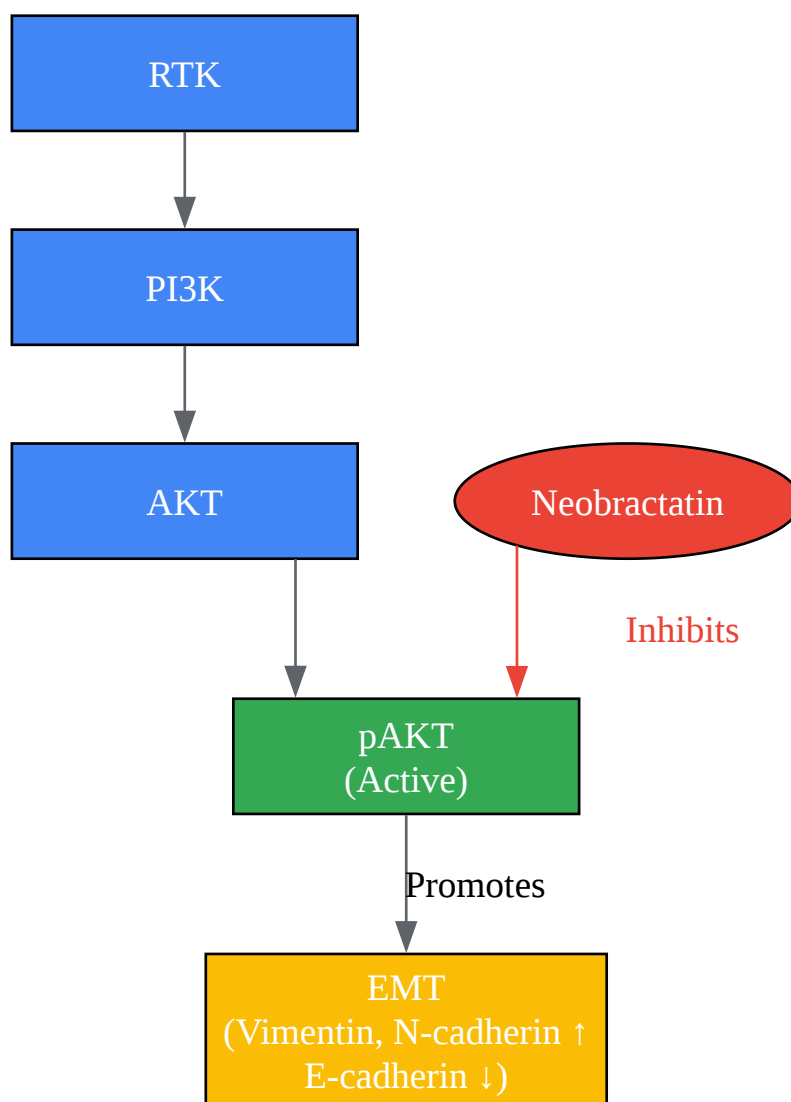 RTK
PI3K
AKT
Neobractatin
Inhibits
pAKT
(Active)
Promotes
EMT
(Vimentin, N-cadherin ↑
E-cadherin ↓)